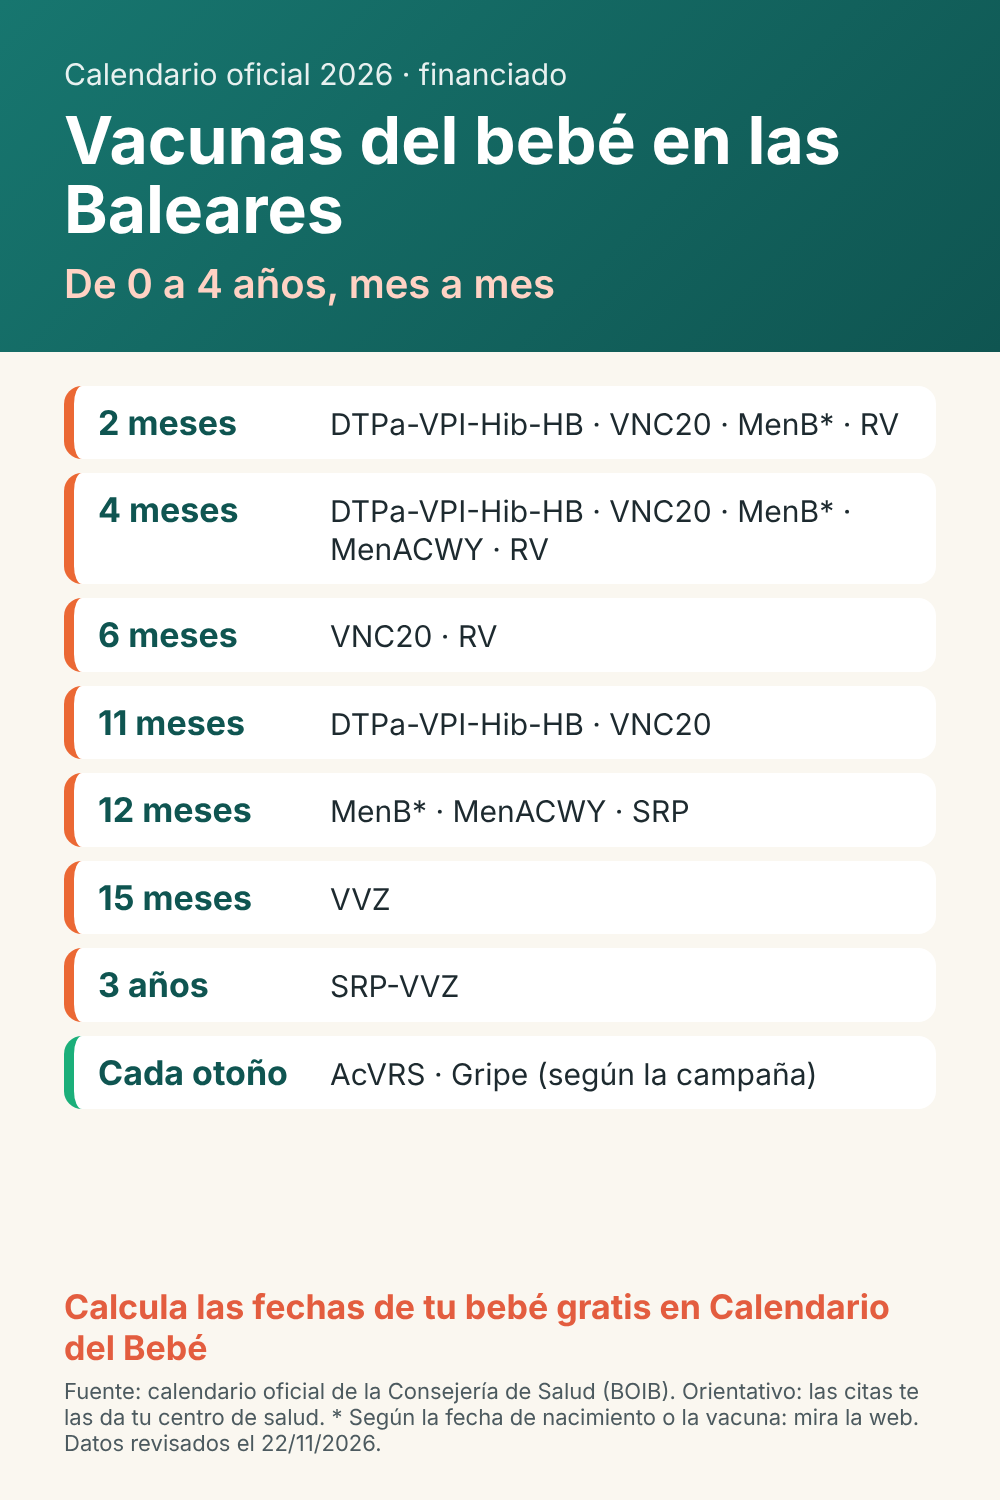 Calendario oficial 2026 · financiado
Vacunas del bebé en las
Baleares
De 0 a 4 años, mes a mes
2 meses DTPa-VPI-Hib-HB · VNC20 · MenB* · RV
4 meses DTPa-VPI-Hib-HB · VNC20 · MenB* ·
MenACWY · RV
6 meses VNC20 · RV
11 meses DTPa-VPI-Hib-HB · VNC20
12 meses MenB* · MenACWY · SRP
15 meses VVZ
3 años SRP-VVZ
Cada otoño AcVRS · Gripe (según la campaña)
Calcula las fechas de tu bebé gratis en Calendario
del Bebé
Fuente: calendario oficial de la Consejería de Salud (BOIB). Orientativo: las citas te
las da tu centro de salud. * Según la fecha de nacimiento o la vacuna: mira la web.
Datos revisados el 22/11/2026.